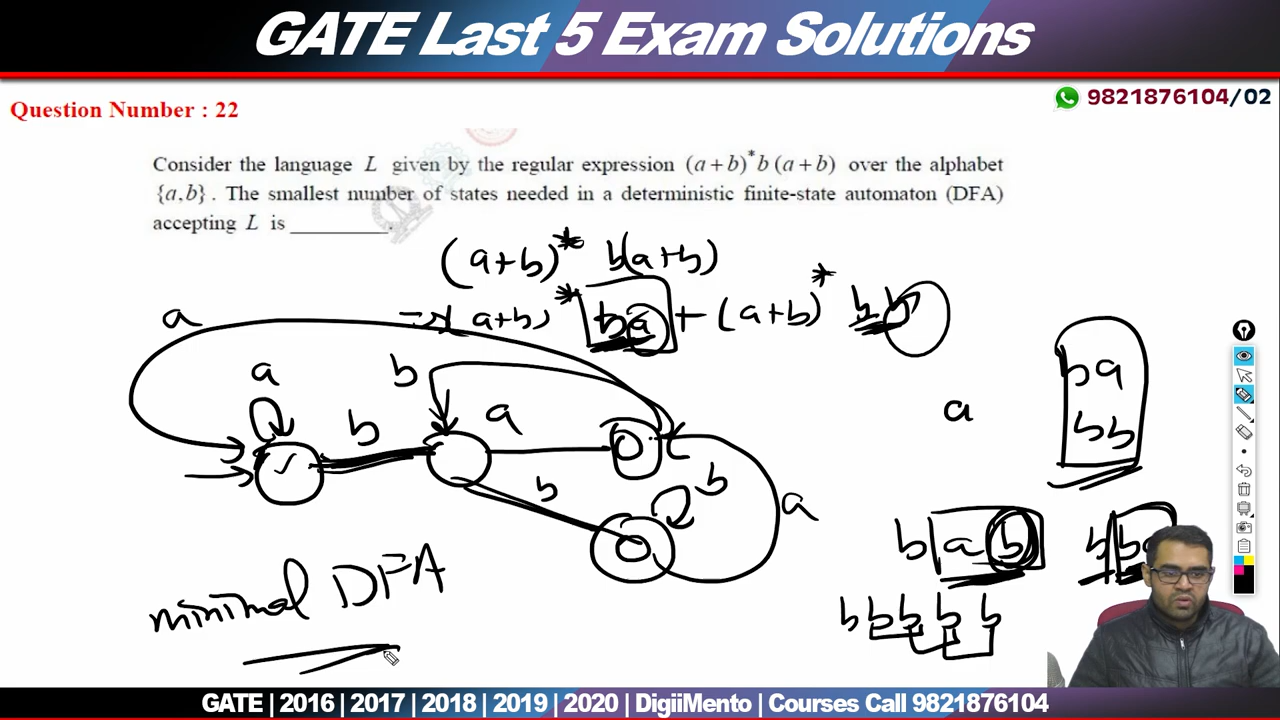 GATE Last 5 Exam Solutions
Question Number : 22
9821876104/02
Consider the language L given by the regular expression (a+b)*b(a+b) over the alphabet
{a,b}. The smallest number of states needed in a deterministic finite-state automaton (DFA)
accepting L is ________.
(a+b)* b(a+b)
(a+b)* ba + (a+b)* bb
a
a
b
b
a
b
b
a
a
ba
bb
bab
bbbbb
minimal DFA
GATE | 2016 | 2017 | 2018 | 2019 | 2020 | DigiiMento | Courses Call 9821876104